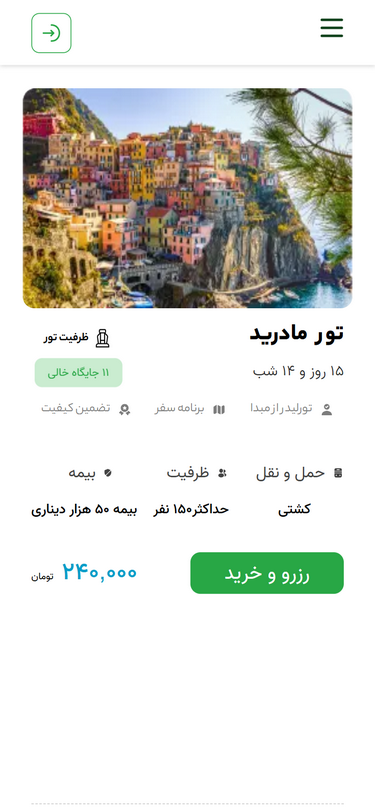 تور مادرید
ظرفیت تور
۱۵ روز و ۱۴ شب
۱۱ جایگاه خالی
تورلیدر از مبدا
برنامه سفر
تضمین کیفیت
حمل و نقل
ظرفیت
بیمه
کشتی
حداکثر۱۵۰ نفر
بیمه ۵۰ هزار دیناری
رزرو و خرید
۲۴۰,۰۰۰ تومان